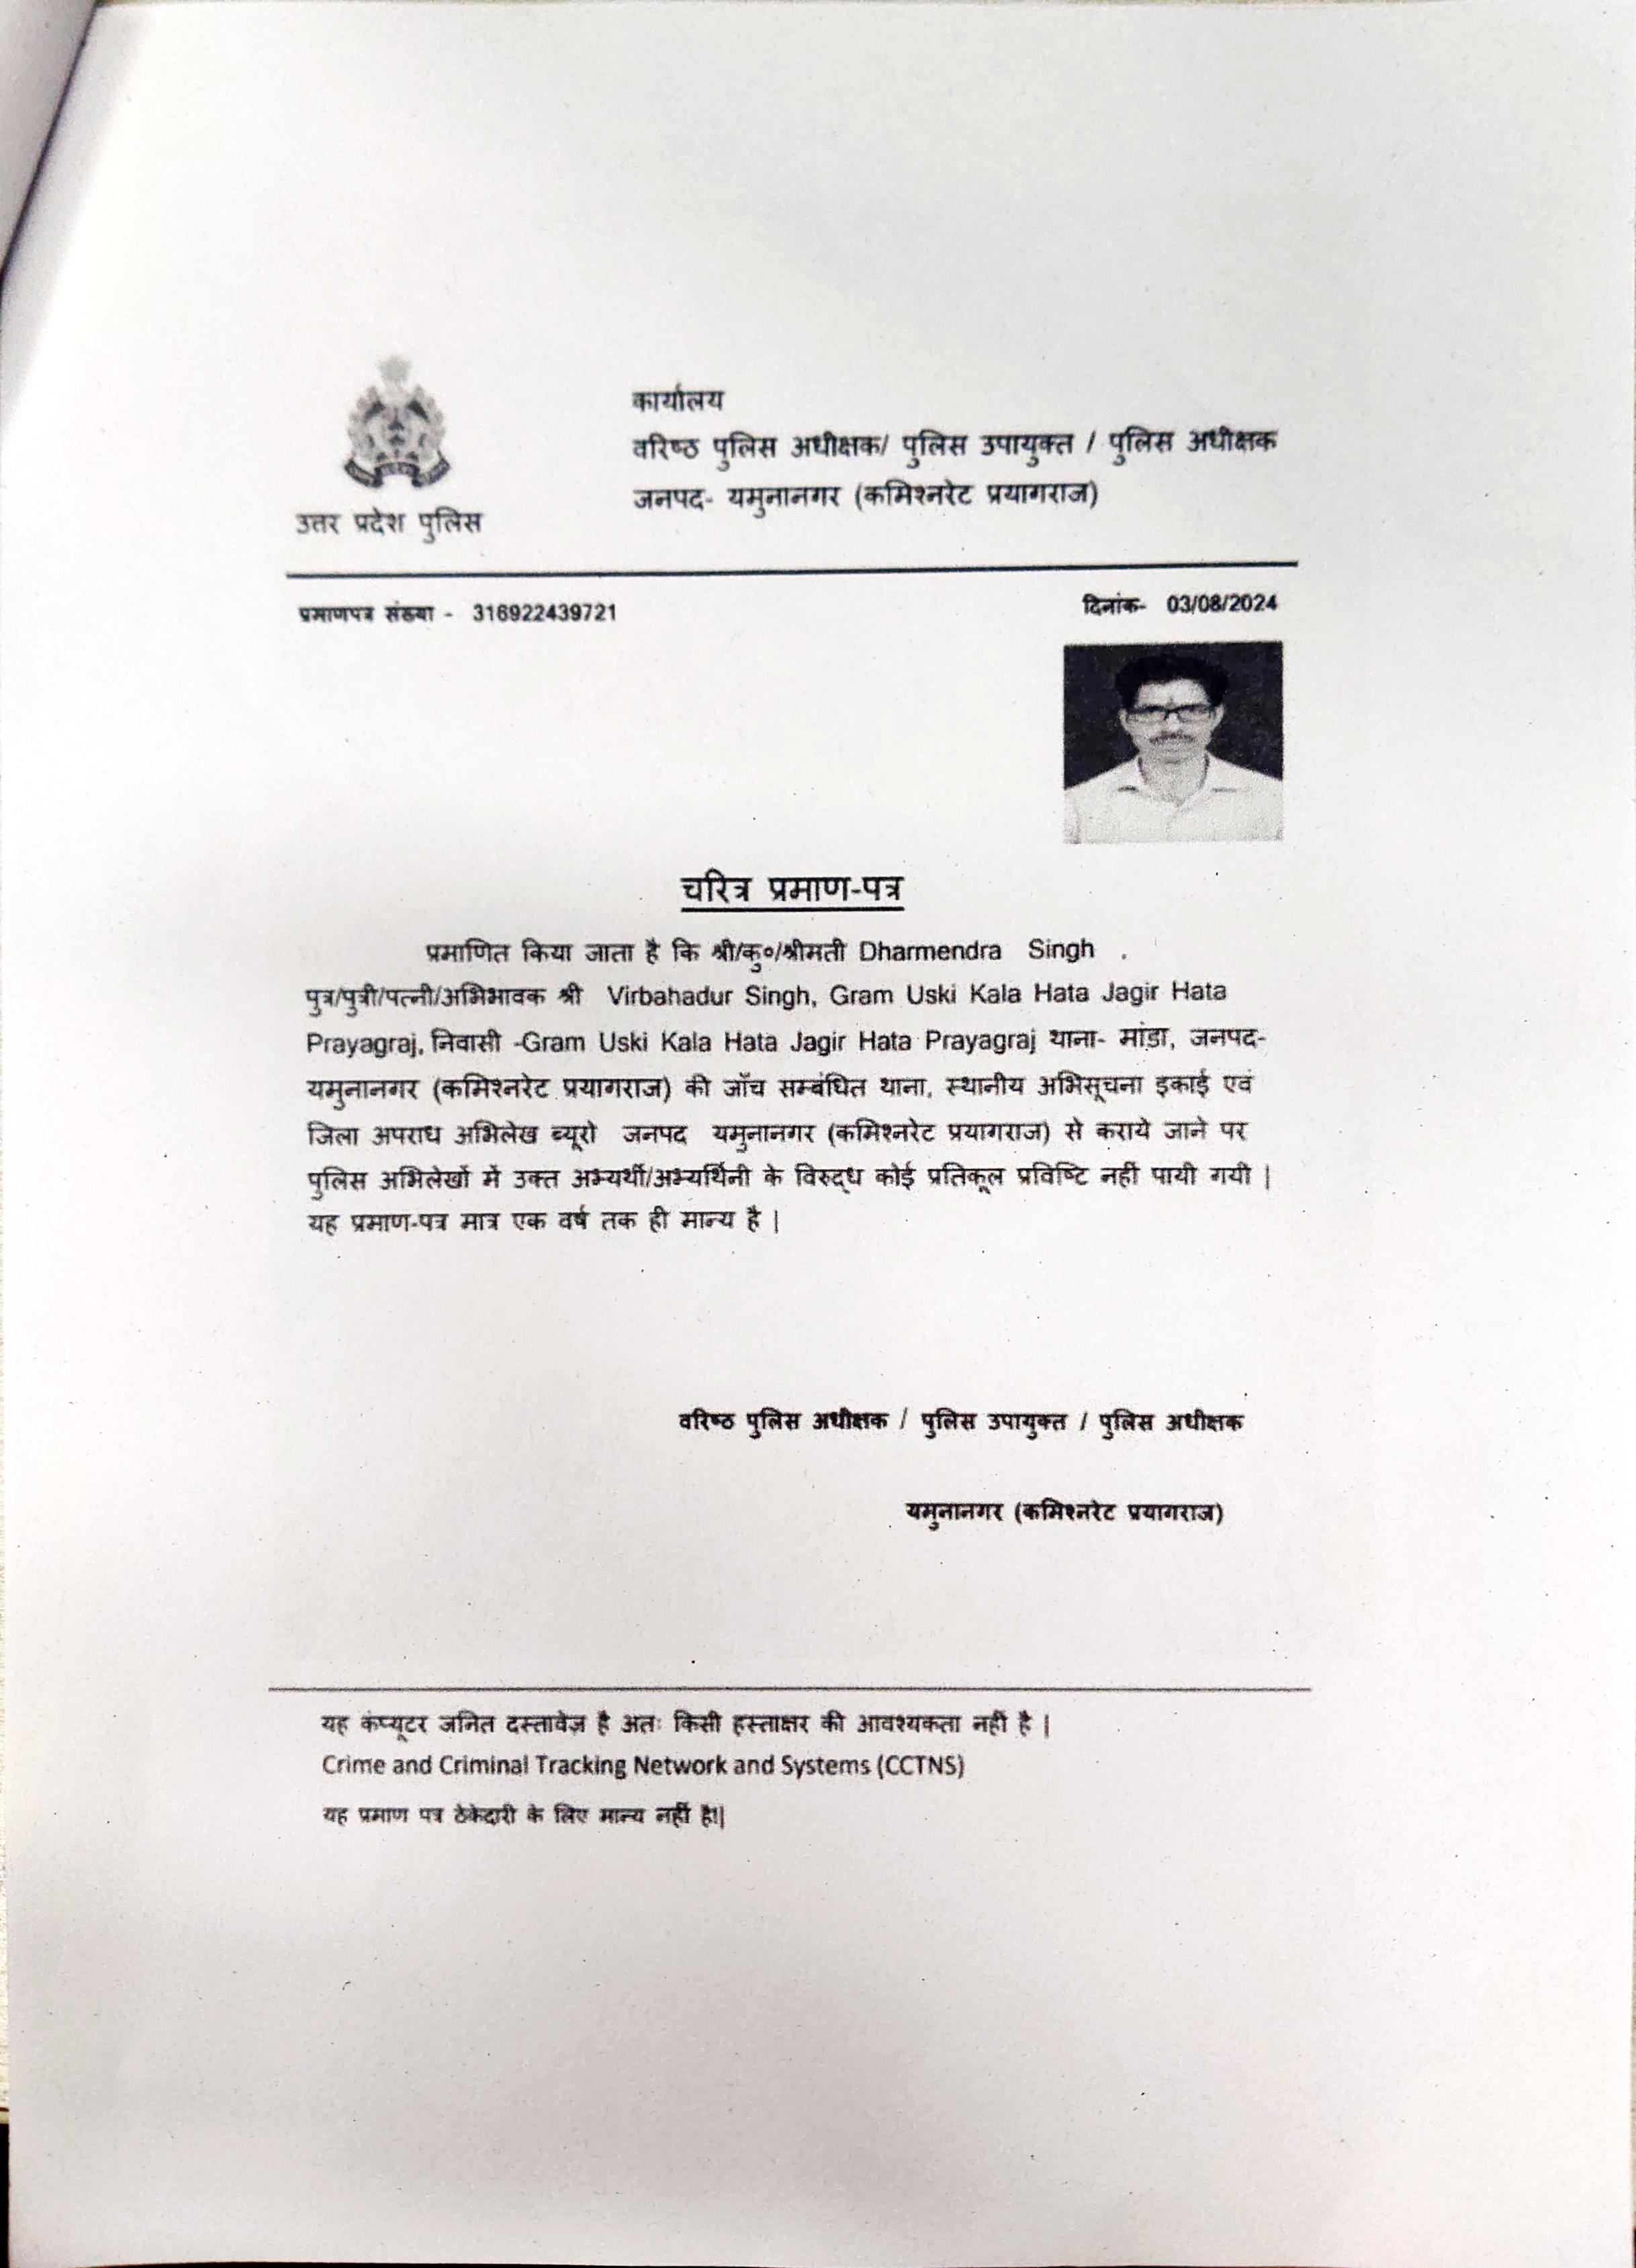 कार्यालय
वरिष्ठ पुलिस अधीक्षक/ पुलिस उपायुक्त / पुलिस अधीक्षक
जनपद- यमुनानगर (कमिश्नरेट प्रयागराज)
उत्तर प्रदेश पुलिस
प्रमाणपत्र संख्या - 316922439721
दिनांक- 03/08/2024
चरित्र प्रमाण-पत्र
प्रमाणित किया जाता है कि श्री/कु०/श्रीमती Dharmendra Singh .
पुत्र/पुत्री/पत्नी/अभिभावक श्री Virbahadur Singh, Gram Uski Kala Hata Jagir Hata
Prayagraj, निवासी -Gram Uski Kala Hata Jagir Hata Prayagraj थाना- मांडा, जनपद-
यमुनानगर (कमिश्नरेट प्रयागराज) की जाँच सम्बंधित थाना, स्थानीय अभिसूचना इकाई एवं
जिला अपराध अभिलेख ब्यूरो जनपद यमुनानगर (कमिश्नरेट प्रयागराज) से कराये जाने पर
पुलिस अभिलेखों में उक्त अभ्यर्थी/अभ्यर्थिनी के विरुद्ध कोई प्रतिकूल प्रविष्टि नहीं पायी गयी |
यह प्रमाण-पत्र मात्र एक वर्ष तक ही मान्य है |
वरिष्ठ पुलिस अधीक्षक / पुलिस उपायुक्त / पुलिस अधीक्षक
यमुनानगर (कमिश्नरेट प्रयागराज)
यह कंप्यूटर जनित दस्तावेज़ है अतः किसी हस्ताक्षर की आवश्यकता नहीं है |
Crime and Criminal Tracking Network and Systems (CCTNS)
यह प्रमाण पत्र ठेकेदारी के लिए मान्य नहीं है।|